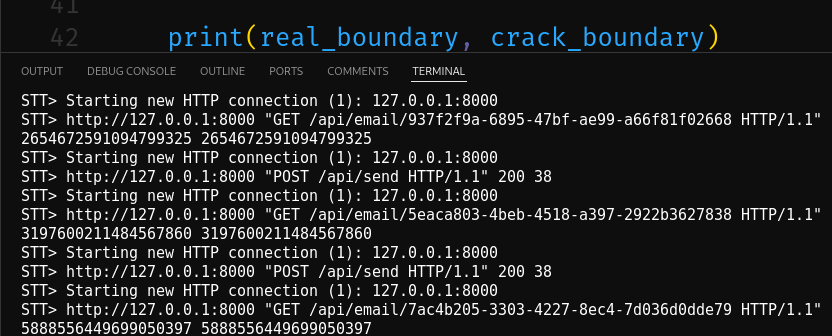 41
42 print(real_boundary, crack_boundary)
OUTPUT DEBUG CONSOLE OUTLINE PORTS COMMENTS TERMINAL
STT> Starting new HTTP connection (1): 127.0.0.1:8000
STT> http://127.0.0.1:8000 "GET /api/email/937f2f9a-6895-47bf-ae99-a66f81f02668 HTTP/1.1"
2654672591094799325 2654672591094799325
STT> Starting new HTTP connection (1): 127.0.0.1:8000
STT> http://127.0.0.1:8000 "POST /api/send HTTP/1.1" 200 38
STT> Starting new HTTP connection (1): 127.0.0.1:8000
STT> http://127.0.0.1:8000 "GET /api/email/5eaca803-4beb-4518-a397-2922b3627838 HTTP/1.1"
3197600211484567860 3197600211484567860
STT> Starting new HTTP connection (1): 127.0.0.1:8000
STT> http://127.0.0.1:8000 "POST /api/send HTTP/1.1" 200 38
STT> Starting new HTTP connection (1): 127.0.0.1:8000
STT> http://127.0.0.1:8000 "GET /api/email/7ac4b205-3303-4227-8ec4-7d036d0dde79 HTTP/1.1"
5888556449699050397 5888556449699050397